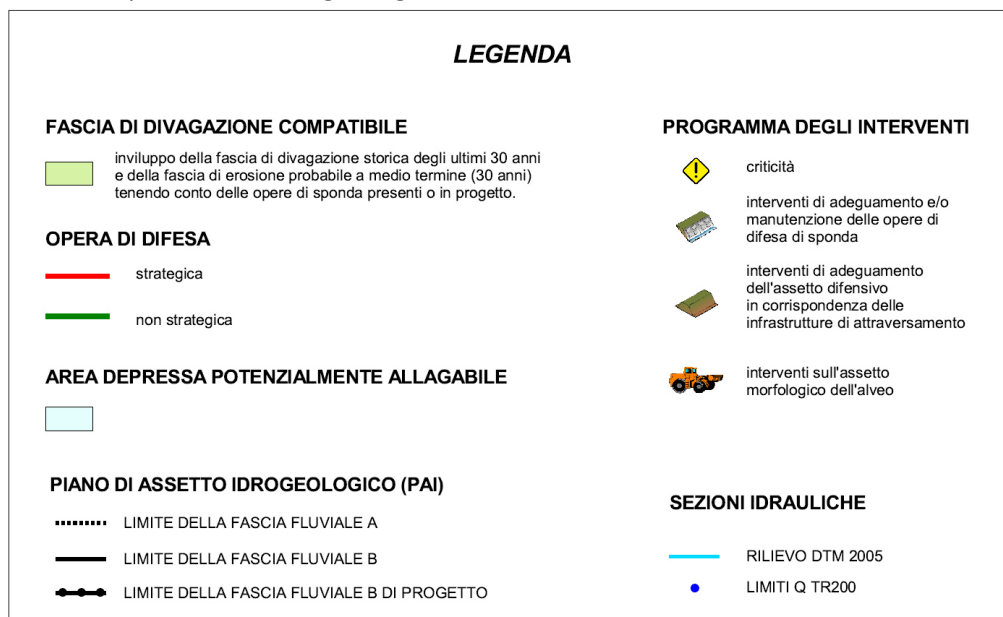 LEGENDA
FASCIA DI DIVAGAZIONE COMPATIBILE
inviluppo della fascia di divagazione storica degli ultimi 30 anni
e della fascia di erosione probabile a medio termine (30 anni)
tenendo conto delle opere di sponda presenti o in progetto.
OPERA DI DIFESA
strategica
non strategica
AREA DEPRESSA POTENZIALMENTE ALLAGABILE
PIANO DI ASSETTO IDROGEOLOGICO (PAI)
LIMITE DELLA FASCIA FLUVIALE A
LIMITE DELLA FASCIA FLUVIALE B
LIMITE DELLA FASCIA FLUVIALE B DI PROGETTO
PROGRAMMA DEGLI INTERVENTI
criticità
interventi di adeguamento e/o
manutenzione delle opere di
difesa di sponda
interventi di adeguamento
dell'assetto difensivo
in corrispondenza delle
infrastrutture di attraversamento
interventi sull'assetto
morfologico dell'alveo
SEZIONI IDRAULICHE
RILIEVO DTM 2005
LIMITI Q TR200